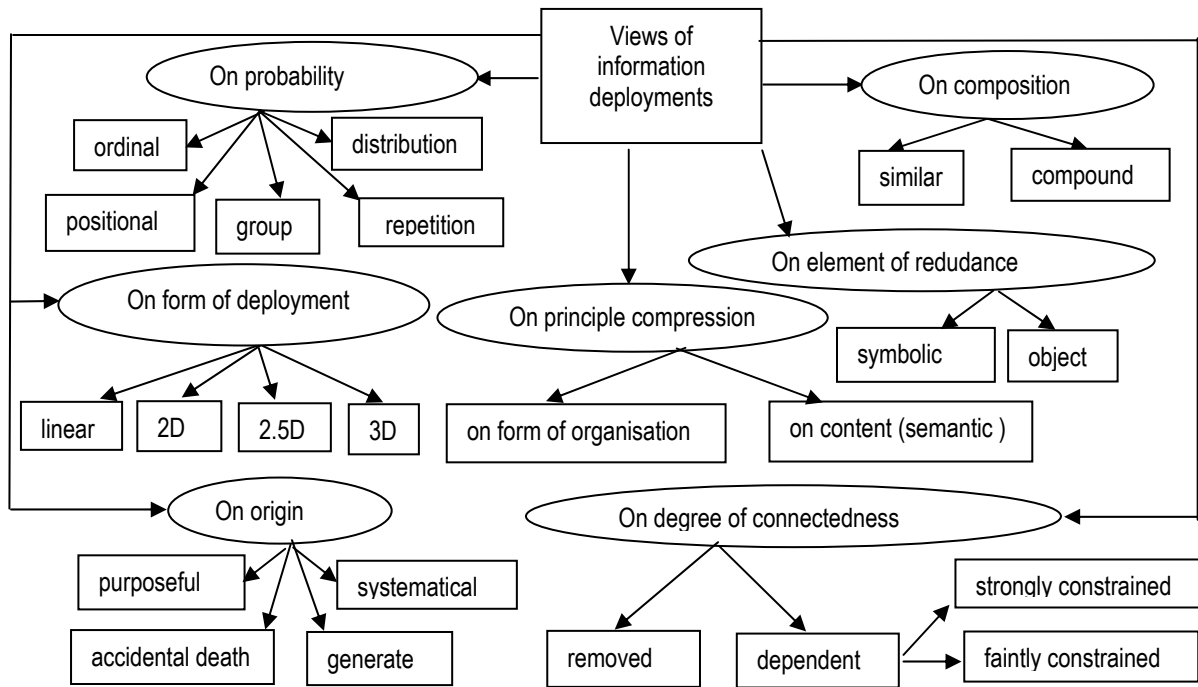 Views of
information
deployments
On probability
On composition
ordinal
distribution
similar
compound
positional
group
repetition
On element of redudance
On form of deployment
On principle compression
symbolic
object
linear
2D
2.5D
3D
on form of organisation
on content (semantic )
On origin
On degree of connectedness
purposeful
systematical
strongly constrained
accidental death
generate
removed
dependent
faintly constrained